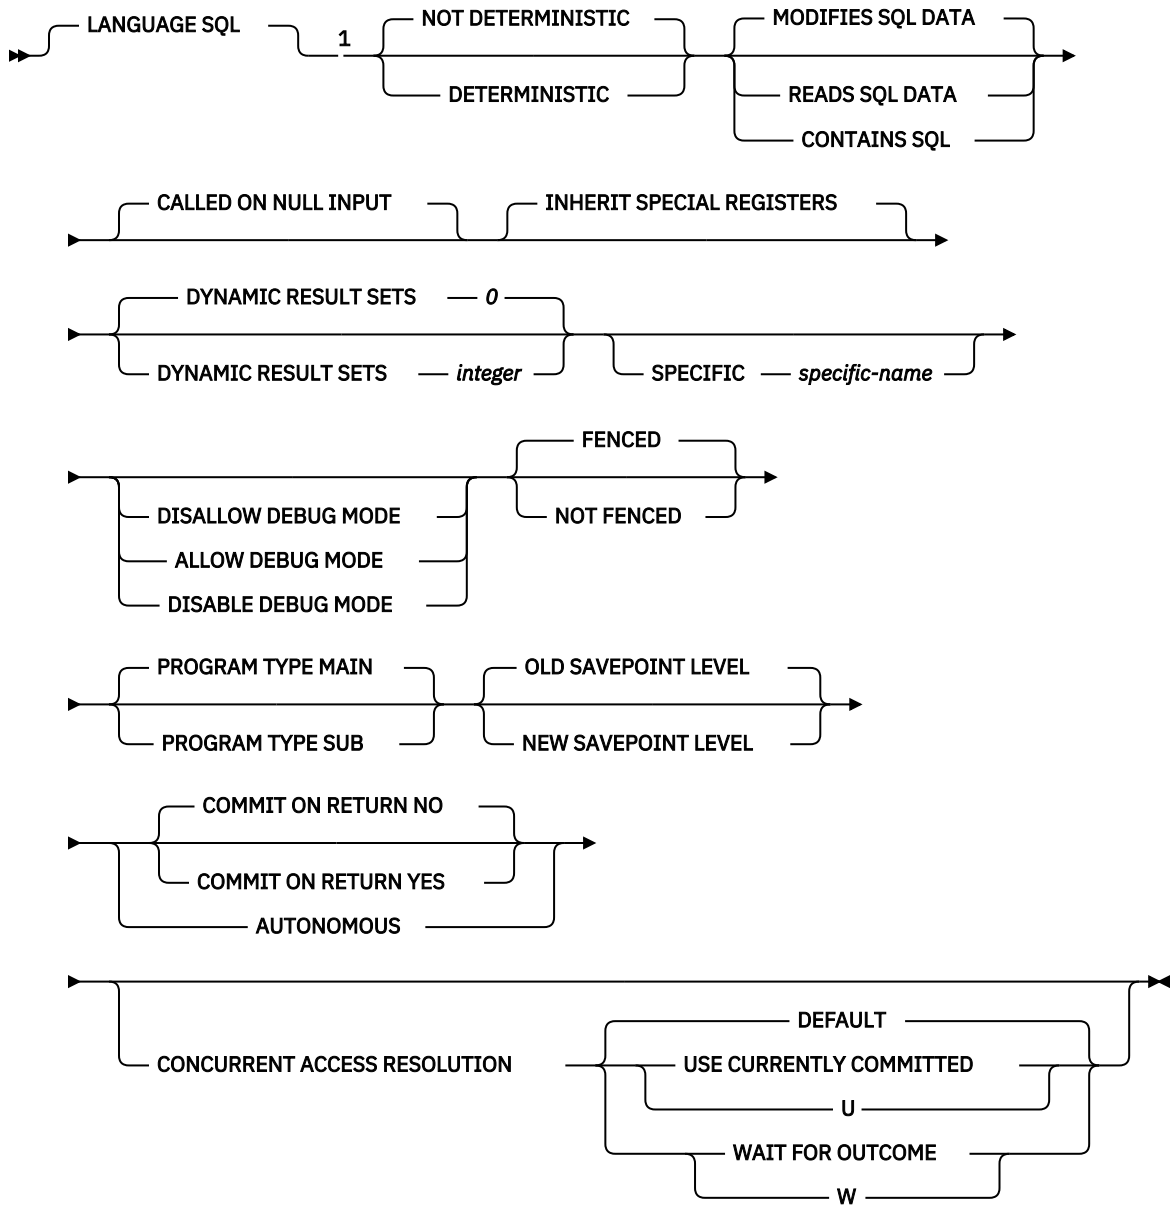 LANGUAGE SQL 1 NOT DETERMINISTIC MODIFIES SQL DATA
DETERMINISTIC READS SQL DATA
CONTAINS SQL
CALLED ON NULL INPUT INHERIT SPECIAL REGISTERS
DYNAMIC RESULT SETS 0
DYNAMIC RESULT SETS integer SPECIFIC specific-name
FENCED
DISALLOW DEBUG MODE NOT FENCED
ALLOW DEBUG MODE
DISABLE DEBUG MODE
PROGRAM TYPE MAIN OLD SAVEPOINT LEVEL
PROGRAM TYPE SUB NEW SAVEPOINT LEVEL
COMMIT ON RETURN NO
COMMIT ON RETURN YES
AUTONOMOUS
DEFAULT
CONCURRENT ACCESS RESOLUTION USE CURRENTLY COMMITTED
U
WAIT FOR OUTCOME
W